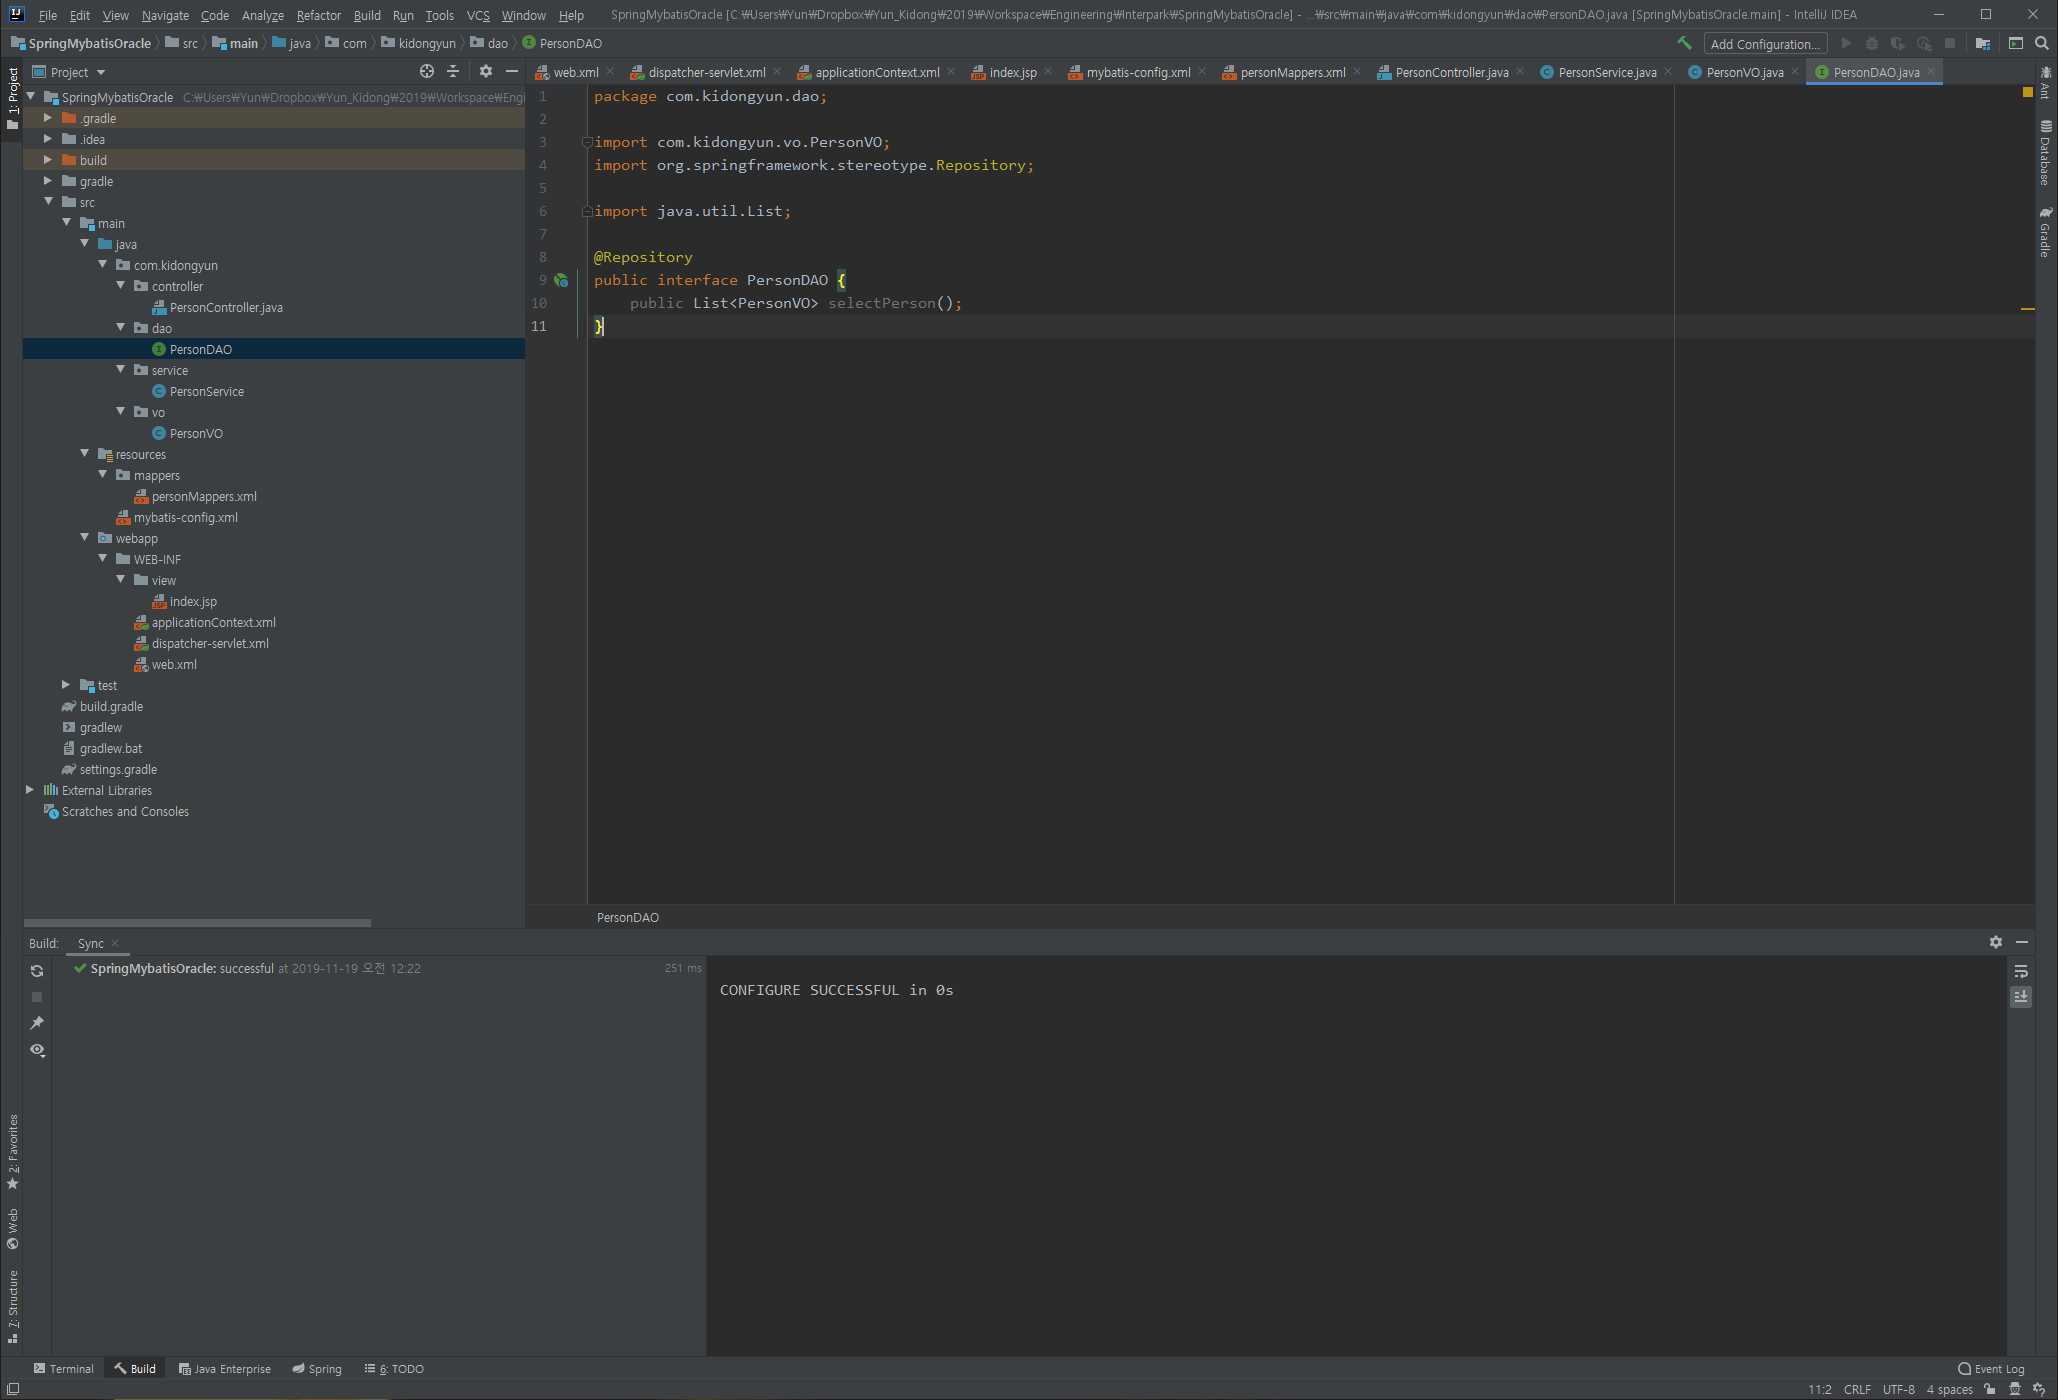 File Edit View Navigate Code Analyze Refactor Build Run Tools VCS Window Help SpringMybatisOracle [C:₩Users₩Yun₩Dropbox₩Yun_Kidong₩2019₩Workspace₩Engineering₩Interpark₩SpringMybatisOracle] - ...₩src₩main₩java₩com₩kidongyun₩dao₩PersonDAO.java [SpringMybatisOracle.main] - IntelliJ IDEA
SpringMybatisOracle src main java com kidongyun dao PersonDAO Add Configuration...
Project
web.xml dispatcher-servlet.xml applicationContext.xml index.jsp mybatis-config.xml personMappers.xml PersonController.java PersonService.java PersonVO.java PersonDAO.java
1: Project
SpringMybatisOracle C:₩Users₩Yun₩Dropbox₩Yun_Kidong₩2019₩Workspace₩Engi
.gradle
.idea
build
gradle
src
main
java
com.kidongyun
controller
PersonController.java
dao
PersonDAO
service
PersonService
vo
PersonVO
resources
mappers
personMappers.xml
mybatis-config.xml
webapp
WEB-INF
view
index.jsp
applicationContext.xml
dispatcher-servlet.xml
web.xml
test
build.gradle
gradlew
gradlew.bat
settings.gradle
External Libraries
Scratches and Consoles
1 package com.kidongyun.dao;
2
3 import com.kidongyun.vo.PersonVO;
4 import org.springframework.stereotype.Repository;
5
6 import java.util.List;
7
8 @Repository
9 public interface PersonDAO {
10 public List<PersonVO> selectPerson();
11 }
PersonDAO
Ant
Database
Gradle
Build: Sync
SpringMybatisOracle: successful at 2019-11-19 오전 12:22 251 ms
CONFIGURE SUCCESSFUL in 0s
2: Favorites
Web
7: Structure
Terminal Build Java Enterprise Spring 6: TODO Event Log
11:2 CRLF UTF-8 4 spaces